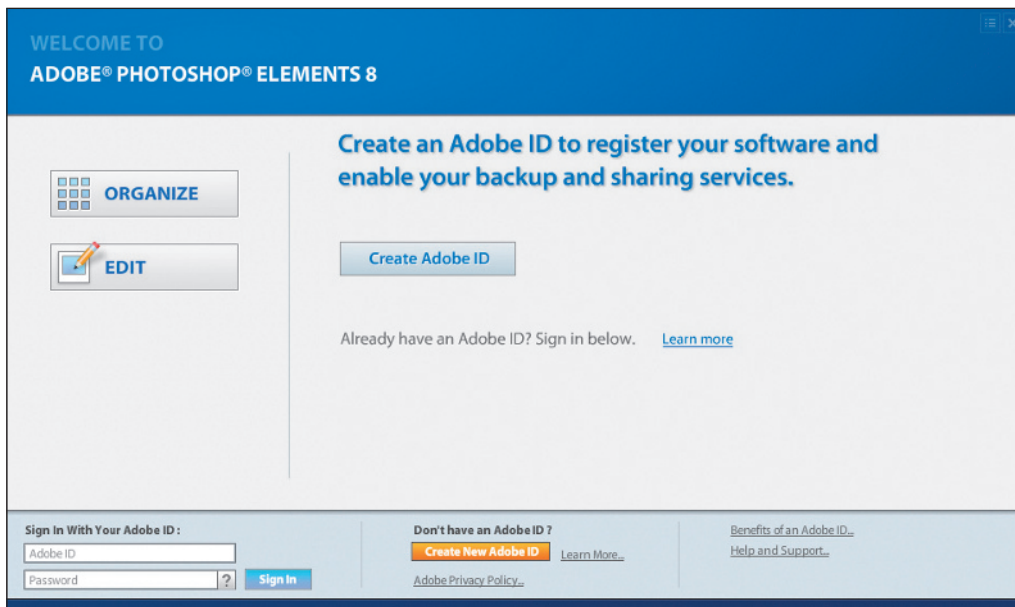 WELCOME TO
ADOBE® PHOTOSHOP® ELEMENTS 8
Create an Adobe ID to register your software and
enable your backup and sharing services.
ORGANIZE
EDIT
Create Adobe ID
Already have an Adobe ID? Sign in below. Learn more
Sign In With Your Adobe ID :
Adobe ID
Password ? Sign In
Don't have an Adobe ID ?
Create New Adobe ID Learn More...
Adobe Privacy Policy...
Benefits of an Adobe ID...
Help and Support...